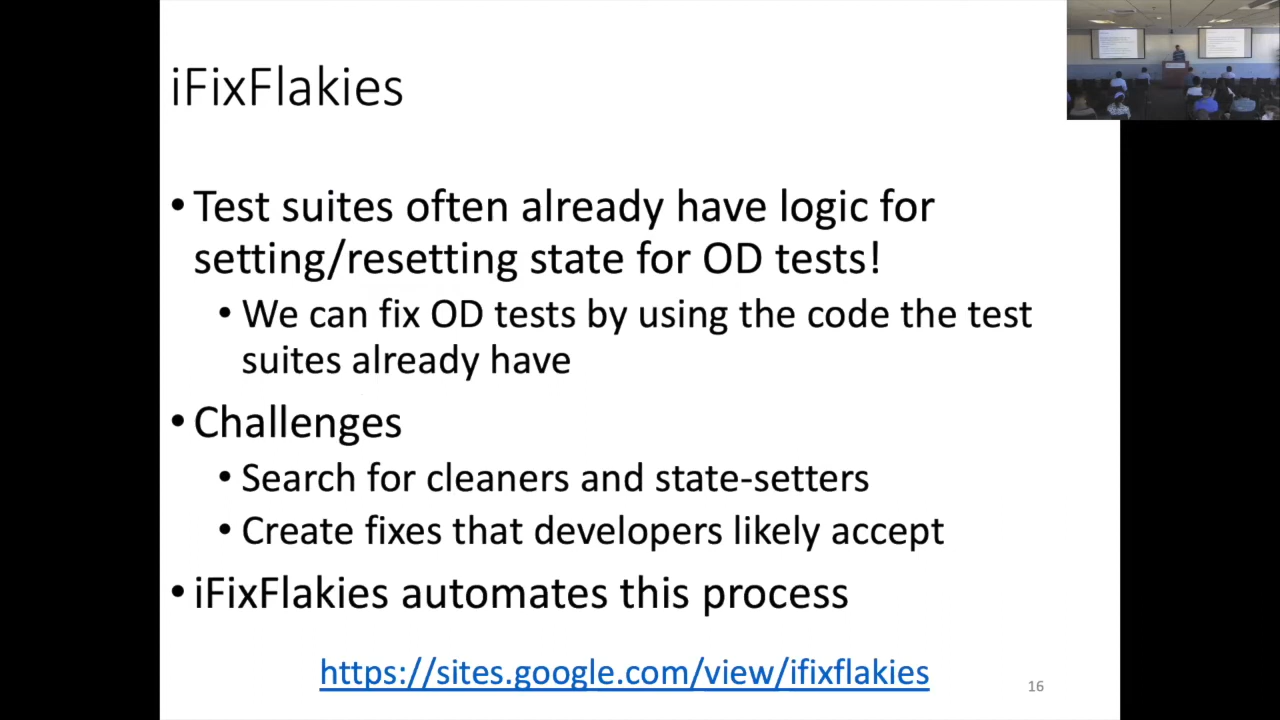 iFixFlakies
• Test suites often already have logic for
setting/resetting state for OD tests!
• We can fix OD tests by using the code the test
suites already have
• Challenges
• Search for cleaners and state-setters
• Create fixes that developers likely accept
• iFixFlakies automates this process
https://sites.google.com/view/ifixflakies
16